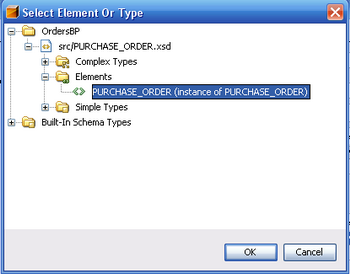 Select Element Or Type
OrdersBP
src/PURCHASE_ORDER.xsd
Complex Types
Elements
PURCHASE_ORDER (instance of PURCHASE_ORDER)
Simple Types
Built-In Schema Types
OK
Cancel